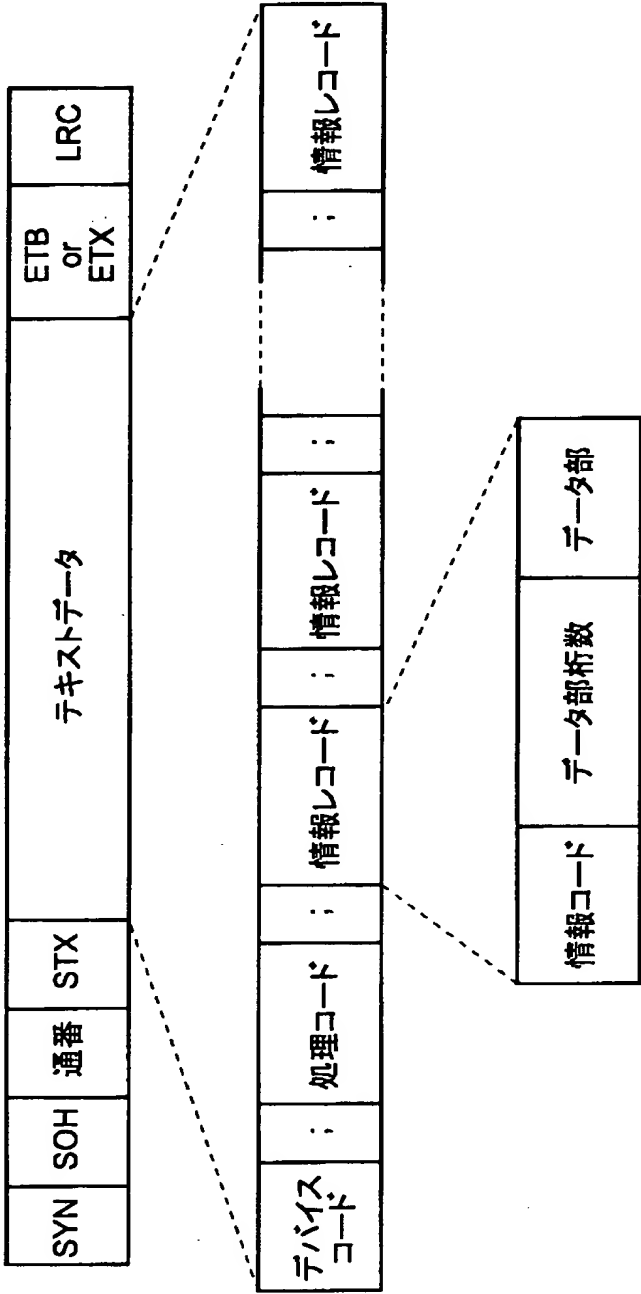 SYN
SOH
通番
STX
テキストデータ
ETB
or
ETX
LRC
デバイス
コード
;
処理コード
;
情報レコード
;
情報レコード
;
;
情報レコード
情報コード
データ部桁数
データ部